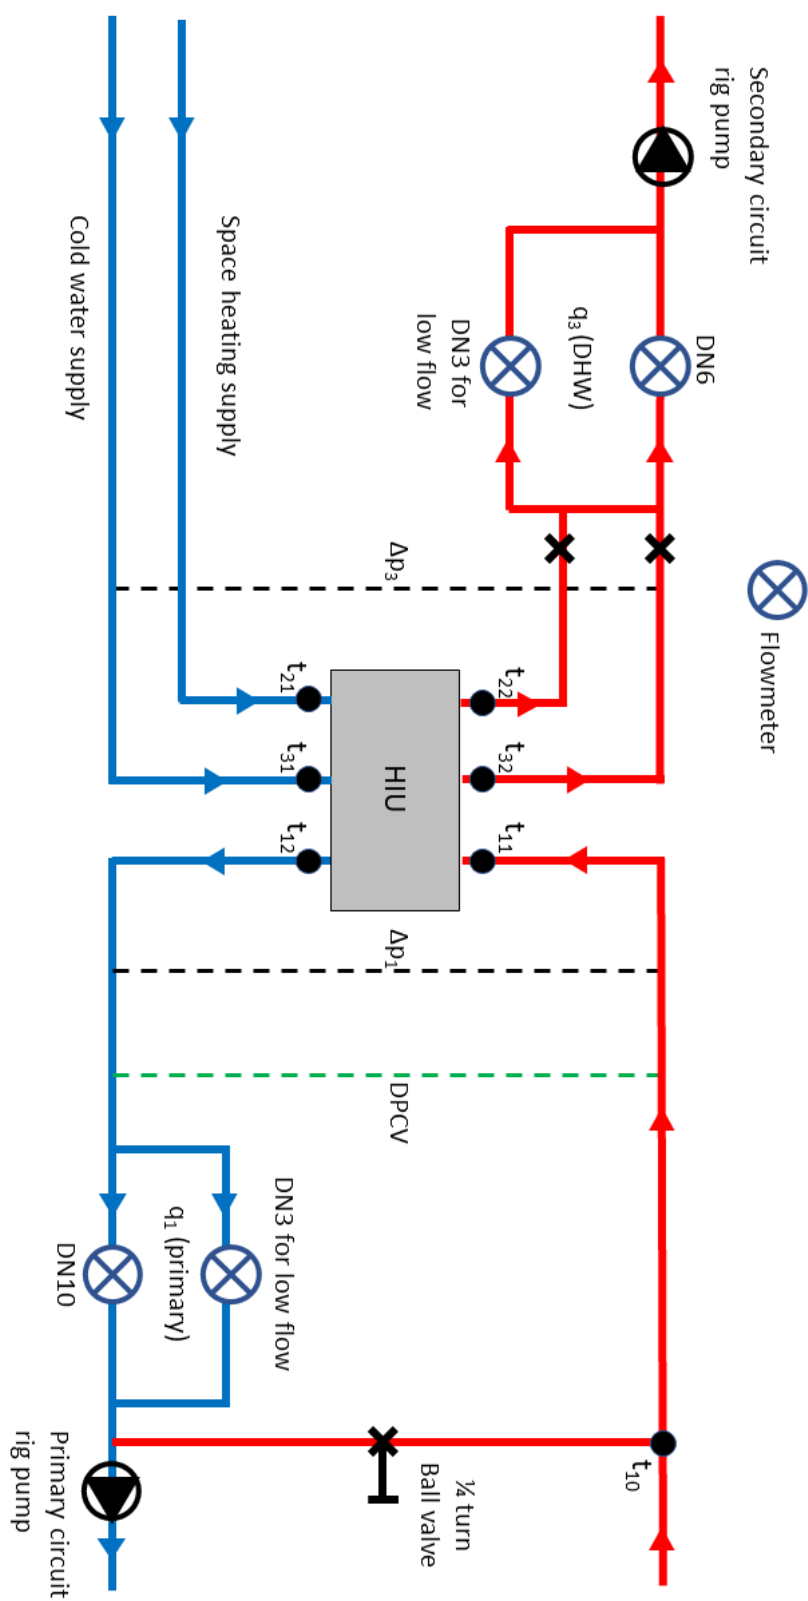 Flowmeter
Secondary circuit
rig pump
DN6
t₁₀
q₃ (DHW)
t₂₂
t₃₂
t₁₁
DN3 for
low flow
¼ turn
Ball valve
Δp₃
HIU
Δp₁
DPCV
t₂₁
t₃₁
t₁₂
DN3 for low flow
Space heating supply
q₁ (primary)
Cold water supply
DN10
Primary circuit
rig pump